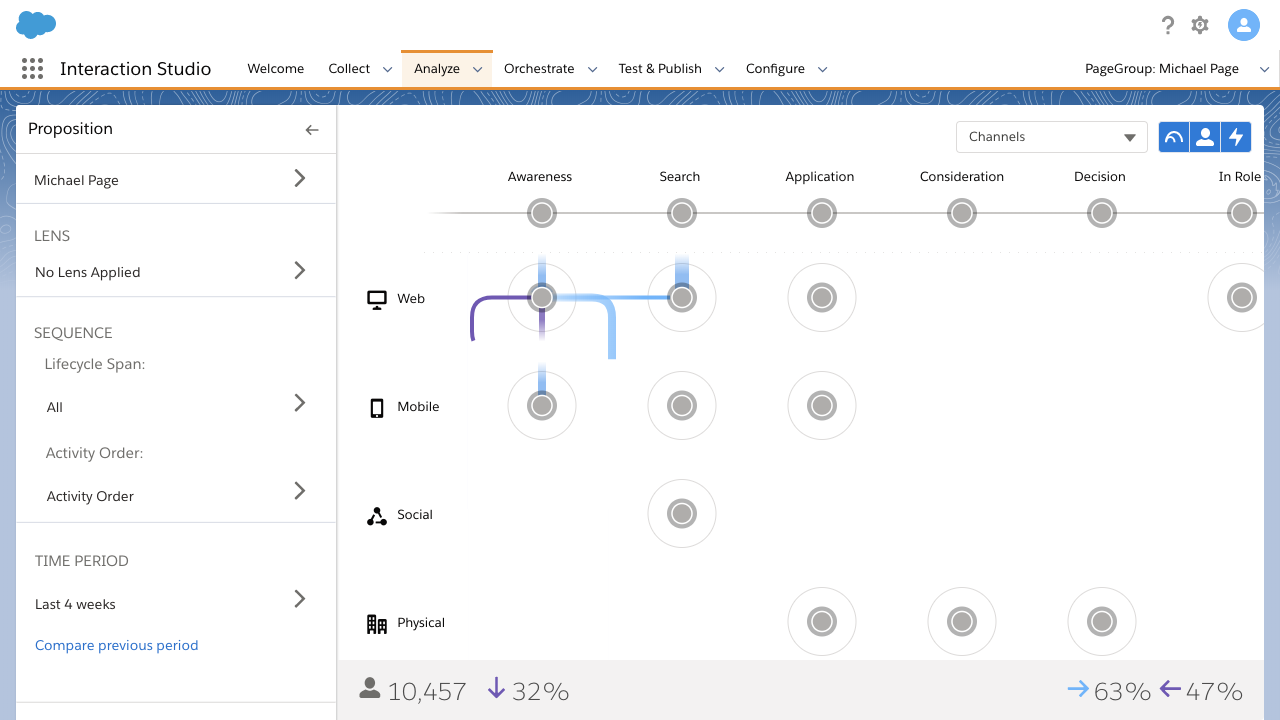 Interaction Studio
Welcome
Collect
Analyze
Orchestrate
Test & Publish
Configure
PageGroup: Michael Page
Proposition
Michael Page
LENS
No Lens Applied
SEQUENCE
Lifecycle Span:
All
Activity Order:
Activity Order
TIME PERIOD
Last 4 weeks
Compare previous period
Channels
Awareness
Search
Application
Consideration
Decision
In Role
Web
Mobile
Social
Physical
10,457
32%
63%
47%